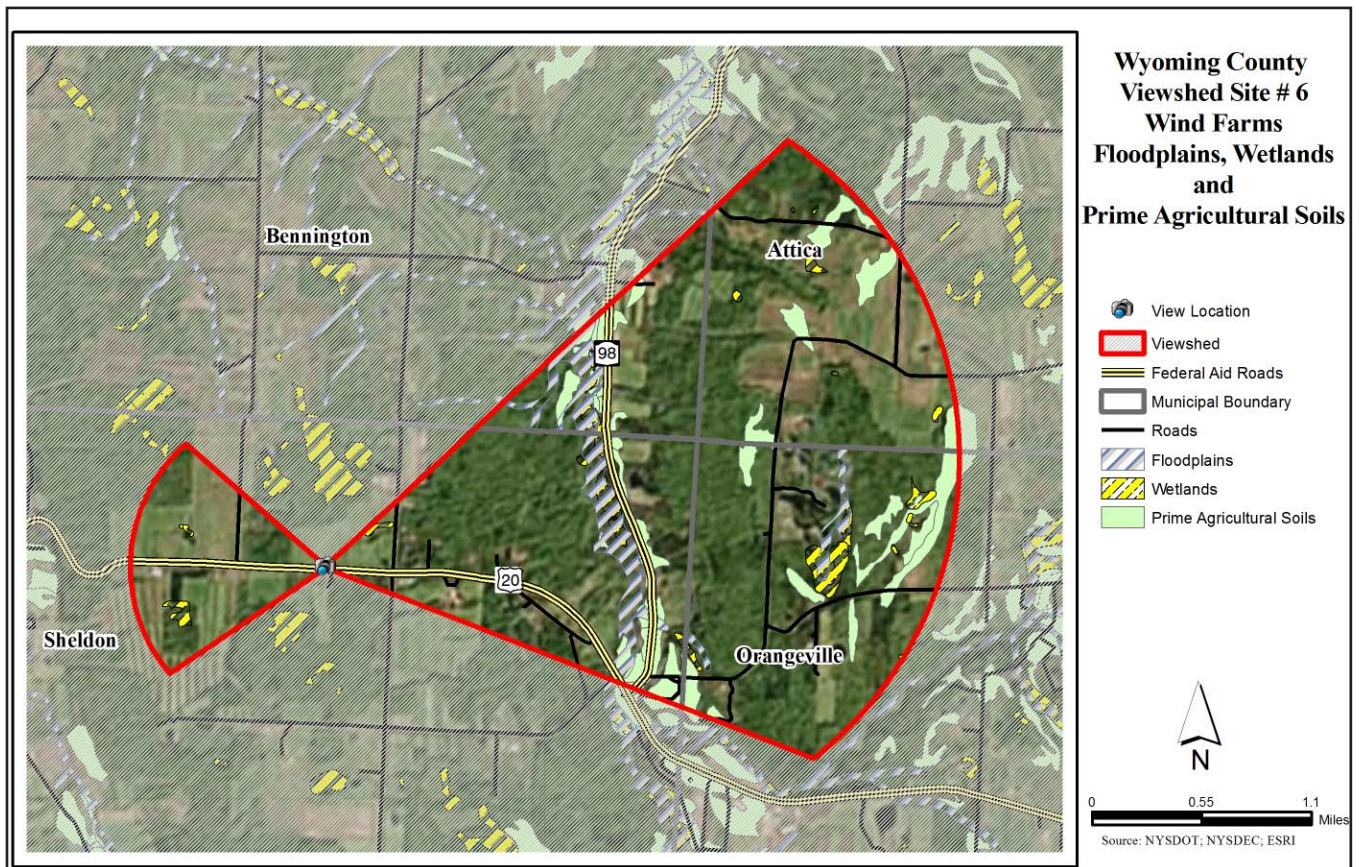 Wyoming County
Viewshed Site # 6
Wind Farms
Floodplains, Wetlands
and
Prime Agricultural Soils
View Location
Viewshed
Federal Aid Roads
Municipal Boundary
Roads
Floodplains
Wetlands
Prime Agricultural Soils
N
0 0.55 1.1
Miles
Source: NYSDOT; NYSDEC; ESRI
Bennington
Attica
98
20
Sheldon
Orangeville